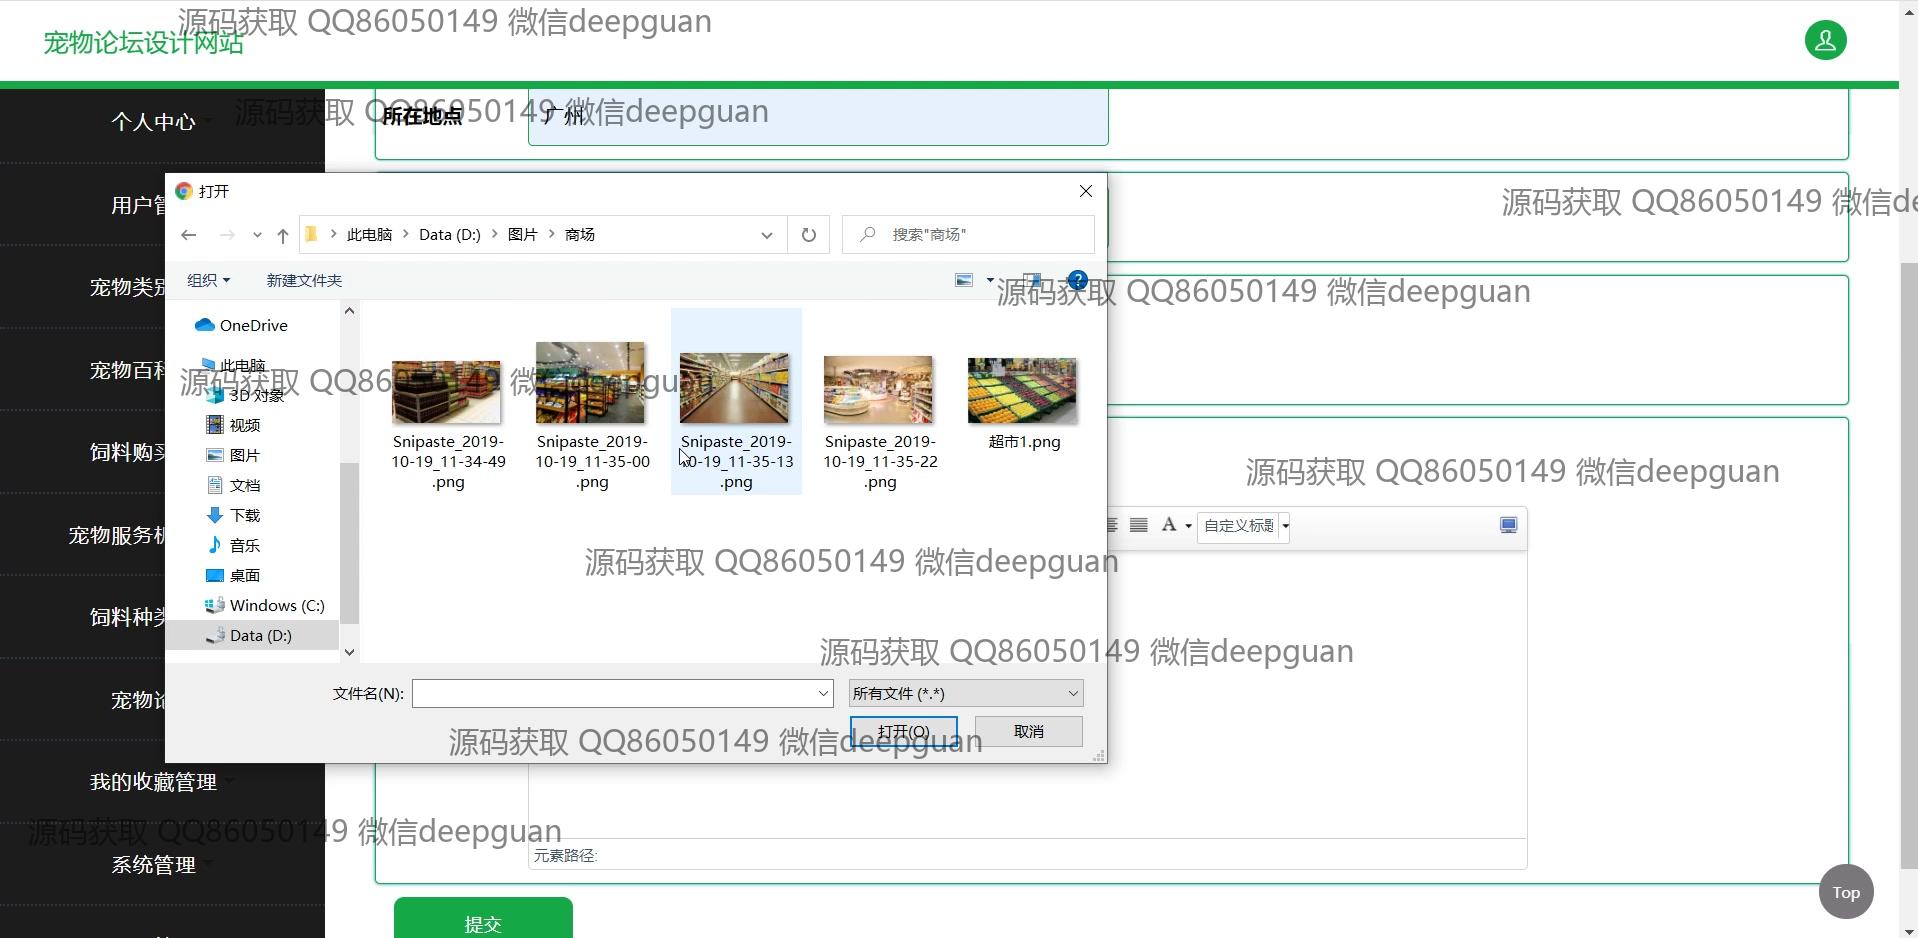 源码获取 QQ86050149 微信deepguan
宠物论坛设计网站
个人中心
源码获取 QQ86050149 微信deepguan
所在地点
广州
用户管
打开
源码获取 QQ86050149 微信dee
此电脑
Data (D:)
图片
商场
搜索"商场"
宠物类别
组织
新建文件夹
?
源码获取 QQ86050149 微信deepguan
OneDrive
此电脑
宠物百科
源码获取 QQ86050149 微信deepguan
3D 对象
视频
图片
文档
下载
音乐
桌面
Windows (C:)
Data (D:)
Snipaste_2019-
10-19_11-34-49
.png
Snipaste_2019-
10-19_11-35-00
.png
Snipaste_2019-
10-19_11-35-13
.png
Snipaste_2019-
10-19_11-35-22
.png
超市1.png
饲料购买
源码获取 QQ86050149 微信deepguan
宠物服务机
A
自定义标题
源码获取 QQ86050149 微信deepguan
饲料种类
源码获取 QQ86050149 微信deepguan
宠物论
文件名(N):
所有文件 (*.*)
打开(O)
取消
源码获取 QQ86050149 微信deepguan
我的收藏管理
源码获取 QQ86050149 微信deepguan
元素路径:
系统管理
Top
提交